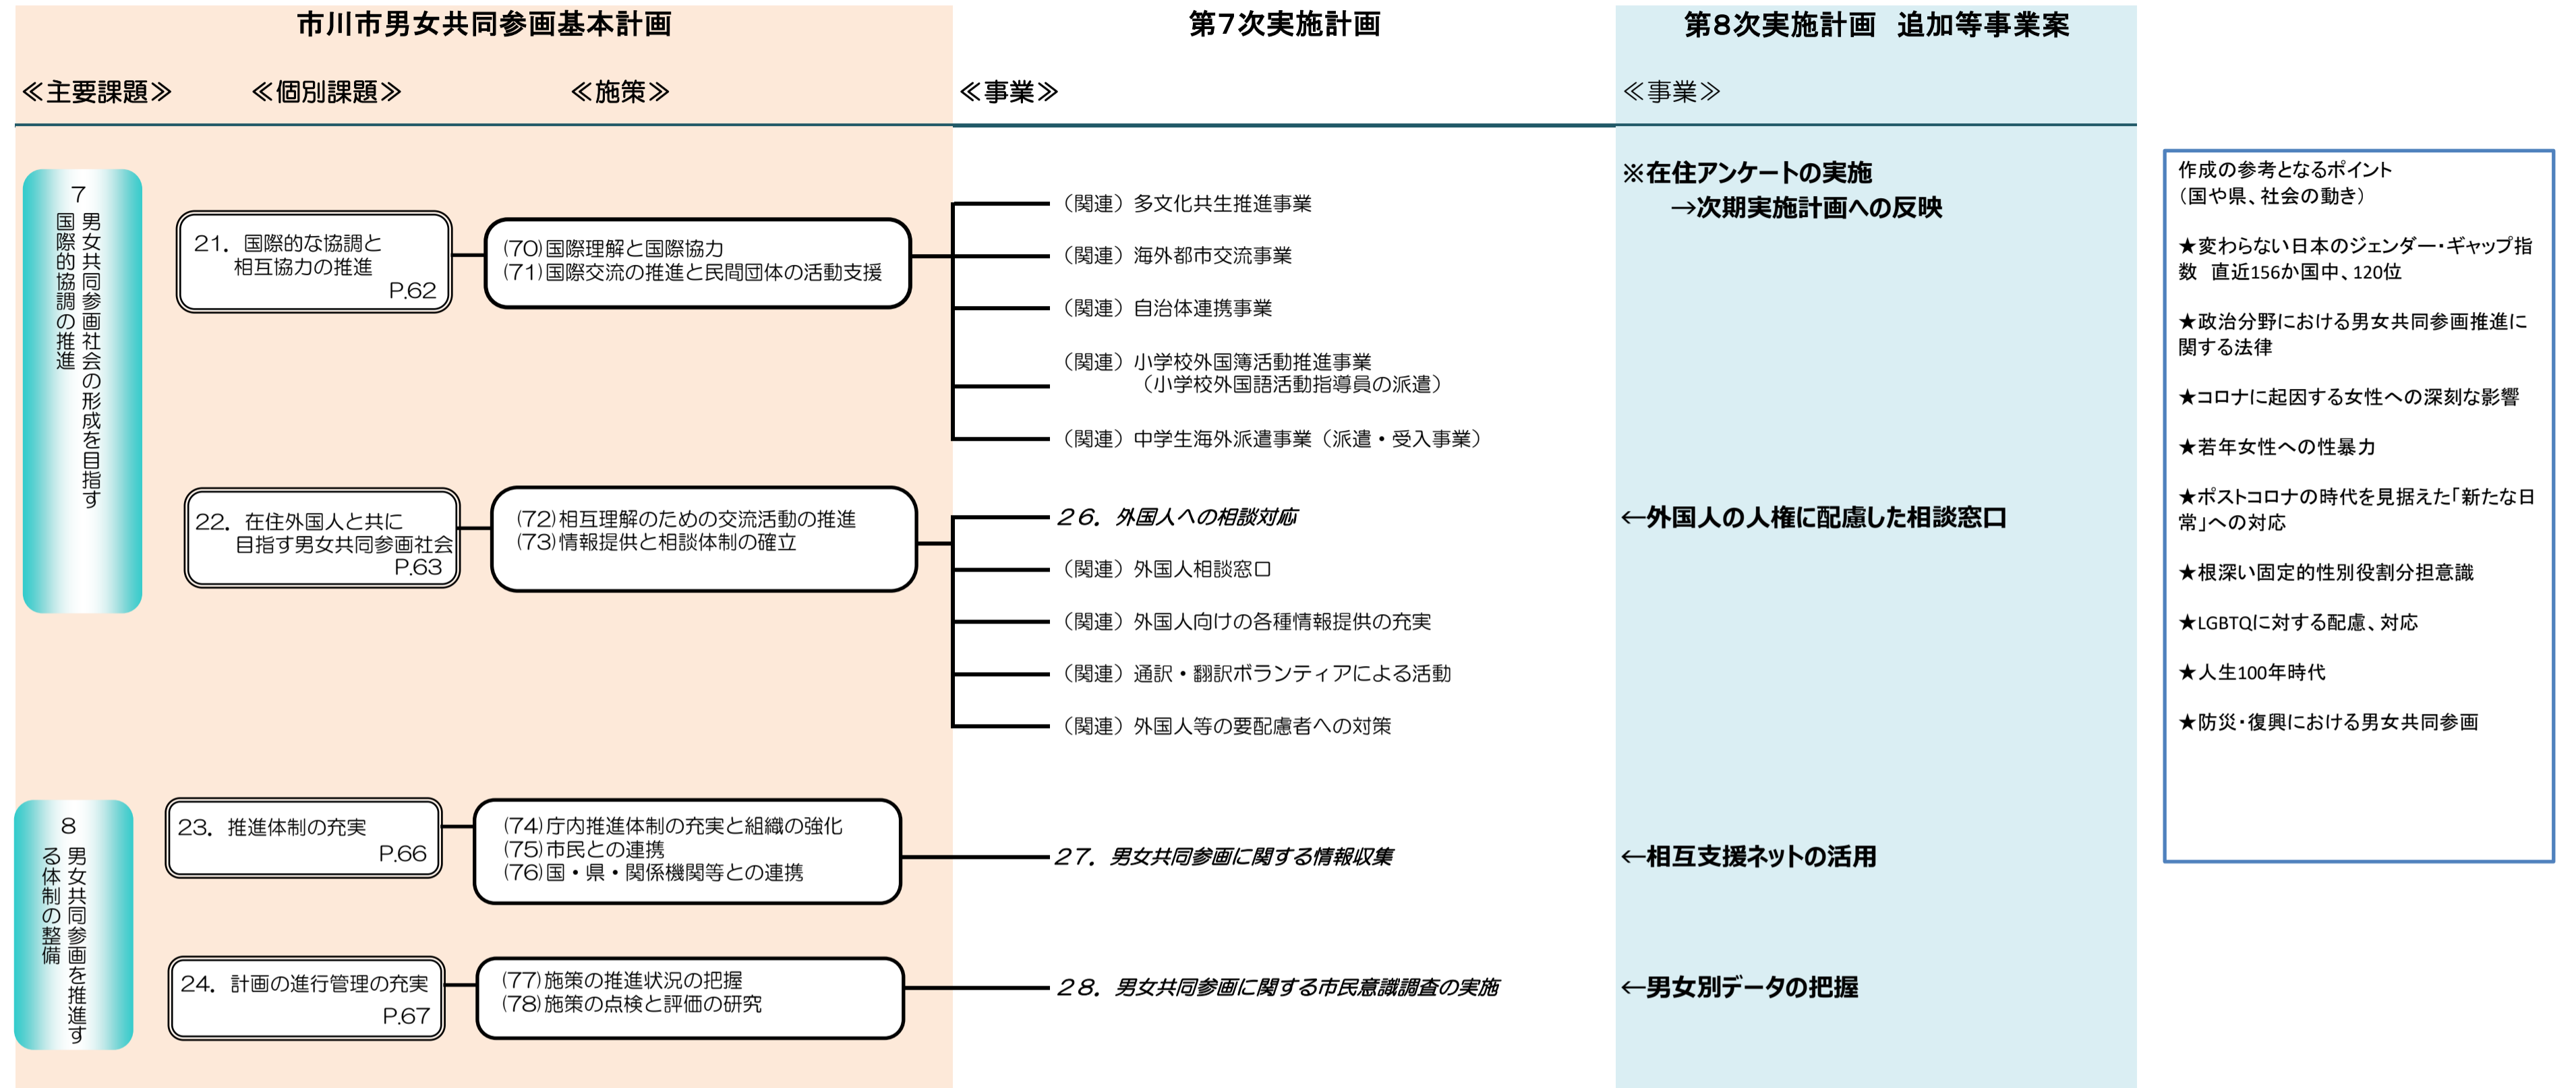 市川市男女共同参画基本計画
第7次実施計画
第8次実施計画　追加等事業案
≪主要課題≫
≪個別課題≫
≪施策≫
≪事業≫
≪事業≫
7
男女共同参画社会の形成を目指す
国際的協調の推進
21．国際的な協調と
相互協力の推進
P.62
(70)国際理解と国際協力
(71)国際交流の推進と民間団体の活動支援
（関連）多文化共生推進事業
（関連）海外都市交流事業
（関連）自治体連携事業
（関連）小学校外国簿活動推進事業
（小学校外国語活動指導員の派遣）
（関連）中学生海外派遣事業（派遣・受入事業）
※在住アンケートの実施
→次期実施計画への反映
22．在住外国人と共に
目指す男女共同参画社会
P.63
(72)相互理解のための交流活動の推進
(73)情報提供と相談体制の確立
26．外国人への相談対応
（関連）外国人相談窓口
（関連）外国人向けの各種情報提供の充実
（関連）通訳・翻訳ボランティアによる活動
（関連）外国人等の要配慮者への対策
←外国人の人権に配慮した相談窓口
8
男女共同参画を推進す
る体制の整備
23．推進体制の充実
P.66
(74)庁内推進体制の充実と組織の強化
(75)市民との連携
(76)国・県・関係機関等との連携
27．男女共同参画に関する情報収集
←相互支援ネットの活用
24．計画の進行管理の充実
P.67
(77)施策の推進状況の把握
(78)施策の点検と評価の研究
28．男女共同参画に関する市民意識調査の実施
←男女別データの把握
作成の参考となるポイント
（国や県、社会の動き）
★変わらない日本のジェンダー・ギャップ指
数　直近156か国中、120位
★政治分野における男女共同参画推進に
関する法律
★コロナに起因する女性への深刻な影響
★若年女性への性暴力
★ポストコロナの時代を見据えた「新たな日
常」への対応
★根深い固定的性別役割分担意識
★LGBTQに対する配慮、対応
★人生100年時代
★防災・復興における男女共同参画